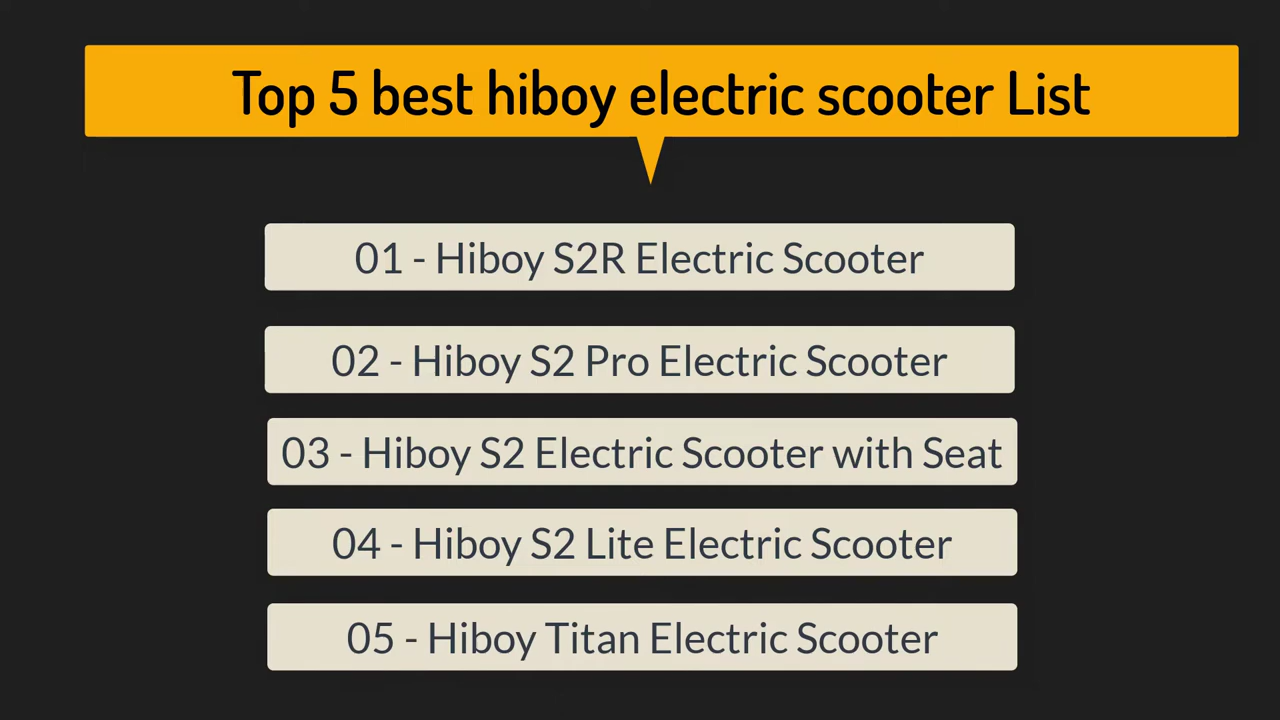 Top 5 best hiboy electric scooter List
01 - Hiboy S2R Electric Scooter
02 - Hiboy S2 Pro Electric Scooter
03 - Hiboy S2 Electric Scooter with Seat
04 - Hiboy S2 Lite Electric Scooter
05 - Hiboy Titan Electric Scooter